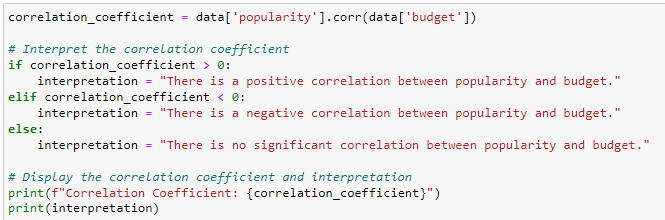 correlation_coefficient = data['popularity'].corr(data['budget'])

# Interpret the correlation coefficient
if correlation_coefficient > 0:
    interpretation = "There is a positive correlation between popularity and budget."
elif correlation_coefficient < 0:
    interpretation = "There is a negative correlation between popularity and budget."
else:
    interpretation = "There is no significant correlation between popularity and budget."

# Display the correlation coefficient and interpretation
print(f"Correlation Coefficient: {correlation_coefficient}")
print(interpretation)